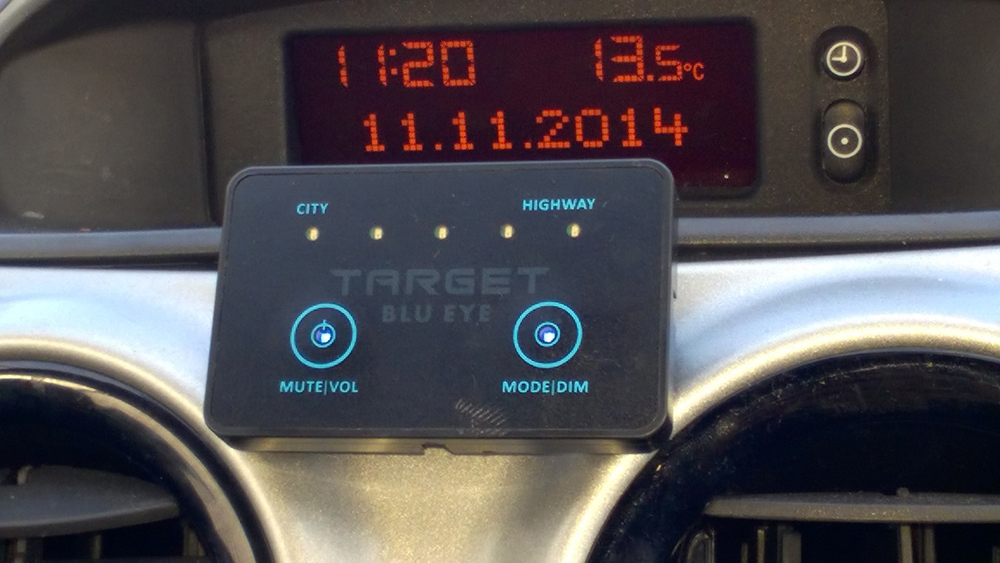 11:20 13.5°C
11.11.2014
CITY HIGHWAY
TARGET
BLU EYE
MUTE|VOL MODE|DIM